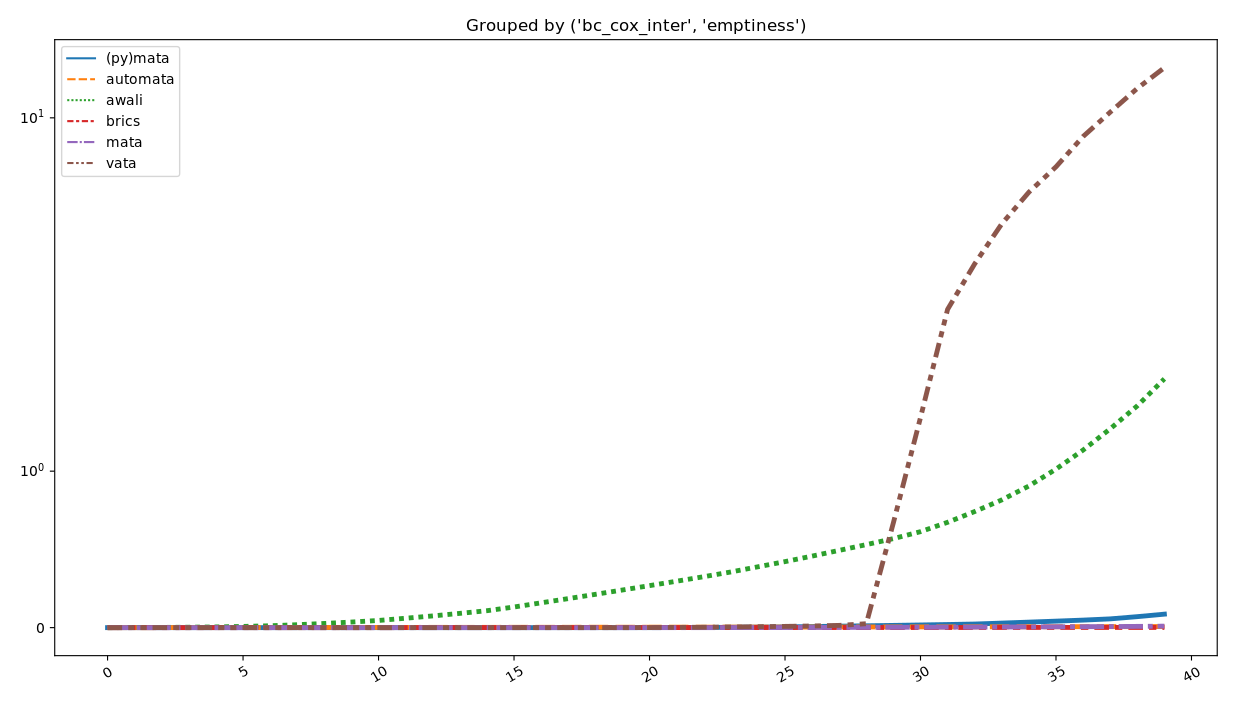 Grouped by ('bc_cox_inter', 'emptiness')
(py)mata
automata
awali
brics
mata
vata
10^1
10^0
0
0
5
10
15
20
25
30
35
40